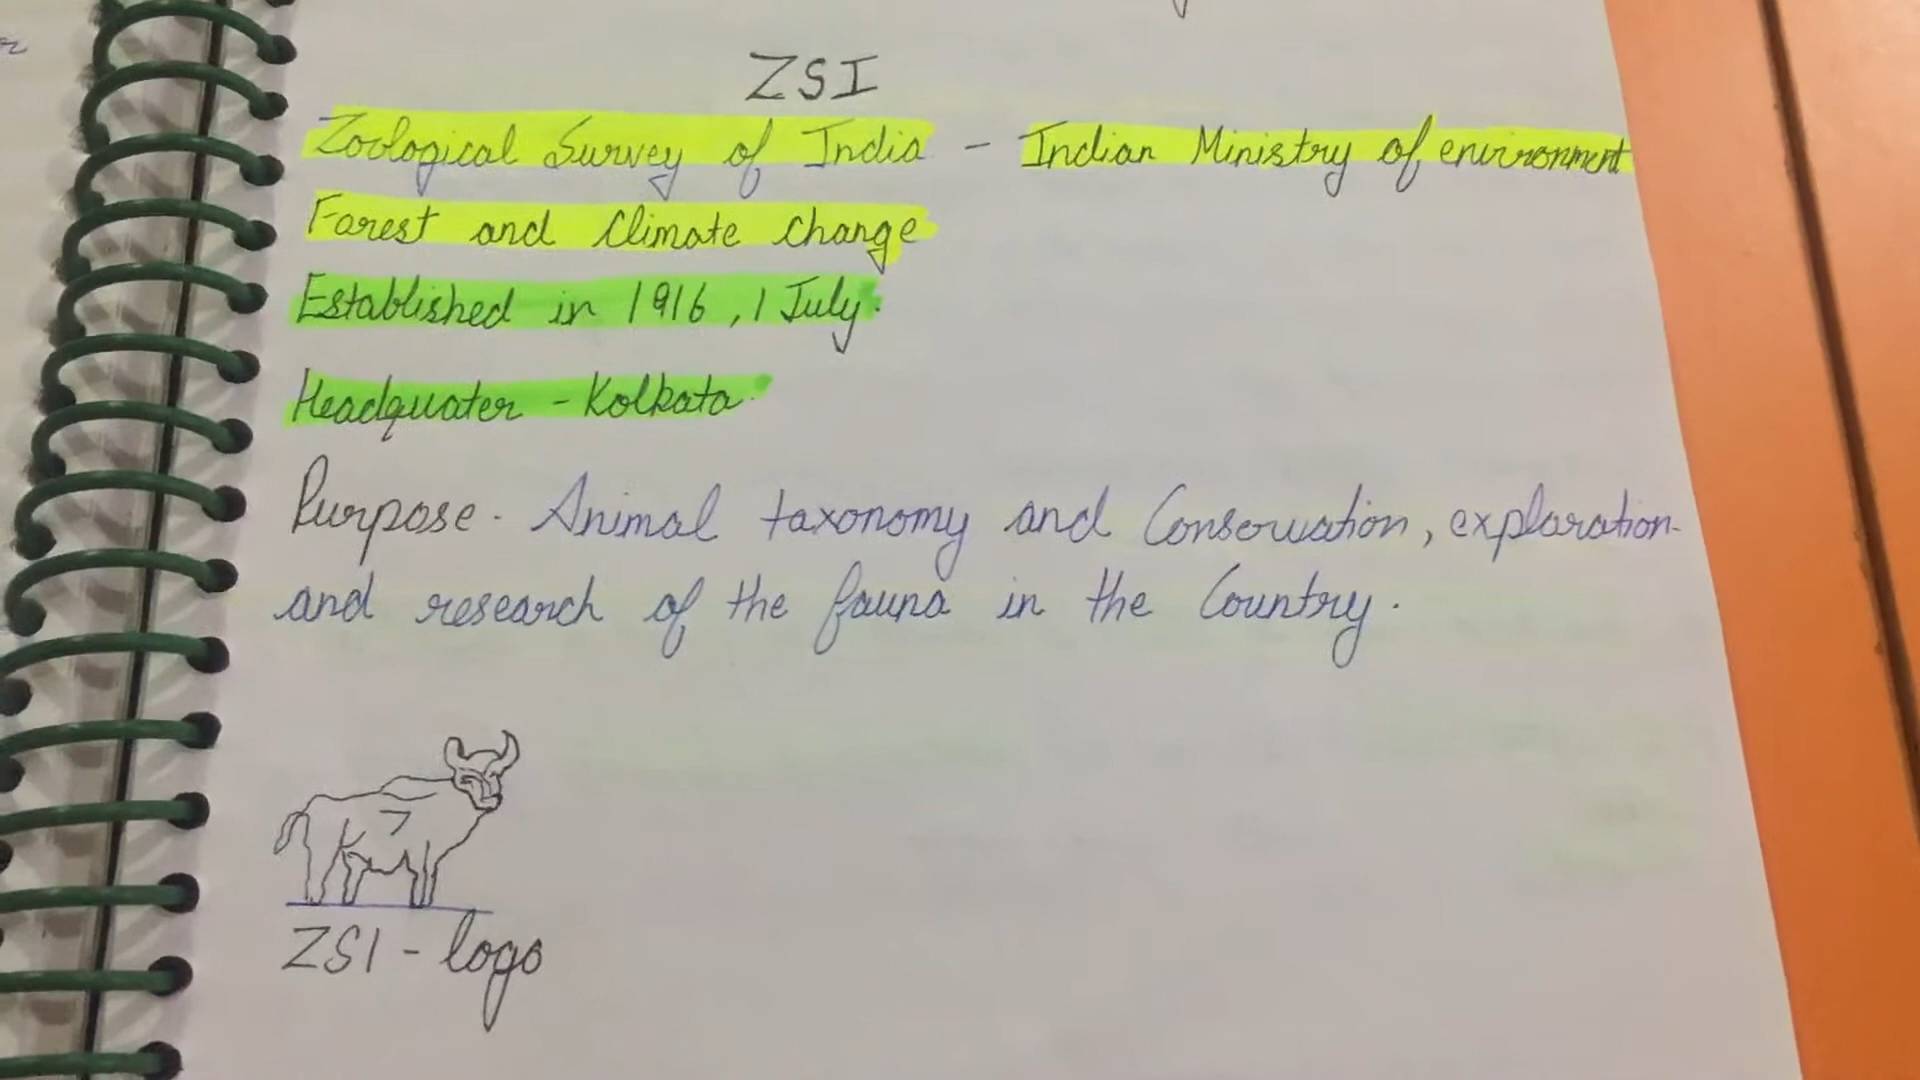 ZSI
Zoological Survey of India - Indian Ministry of environment
Forest and Climate change
Established in 1916, 1 July.
Headquater - Kolkata.
Purpose - Animal taxonomy and Conservation, exploration
and research of the fauna in the Country.
ZSI - logo